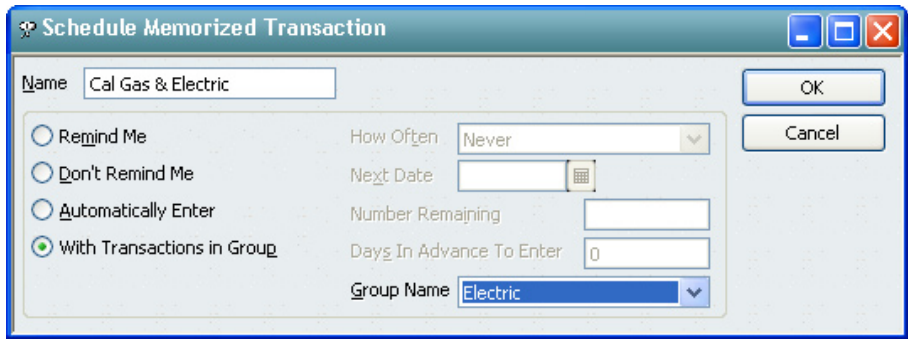 Schedule Memorized Transaction
Name Cal Gas & Electric
OK
Remind Me
How Often Never
Cancel
Don't Remind Me
Next Date
Automatically Enter
Number Remaining
With Transactions in Group
Days In Advance To Enter 0
Group Name Electric